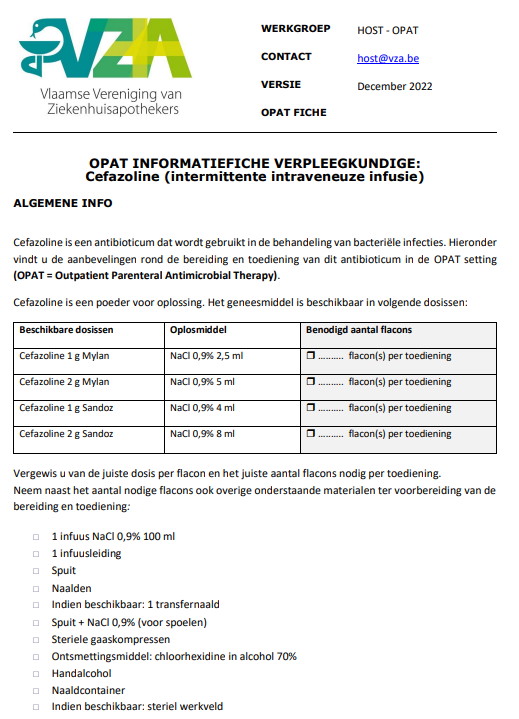 VZA
Vlaamse Vereniging van
Ziekenhuisapothekers
WERKGROEP HOST - OPAT
CONTACT host@vza.be
VERSIE December 2022
OPAT FICHE
OPAT INFORMATIEFICHE VERPLEEGKUNDIGE:
Cefazoline (intermittente intraveneuze infusie)
ALGEMENE INFO
Cefazoline is een antibioticum dat wordt gebruikt in de behandeling van bacteriële infecties. Hieronder
vindt u de aanbevelingen rond de bereiding en toediening van dit antibioticum in de OPAT setting
(OPAT = Outpatient Parenteral Antimicrobial Therapy).
Cefazoline is een poeder voor oplossing. Het geneesmiddel is beschikbaar in volgende dosissen:
Beschikbare dosissen Oplosmiddel Benodigd aantal flacons
Cefazoline 1 g Mylan NaCl 0,9% 2,5 ml ☐ .......... flacon(s) per toediening
Cefazoline 2 g Mylan NaCl 0,9% 5 ml ☐ .......... flacon(s) per toediening
Cefazoline 1 g Sandoz NaCl 0,9% 4 ml ☐ .......... flacon(s) per toediening
Cefazoline 2 g Sandoz NaCl 0,9% 8 ml ☐ .......... flacon(s) per toediening
Vergewis u van de juiste dosis per flacon en het juiste aantal flacons nodig per toediening.
Neem naast het aantal nodige flacons ook overige onderstaande materialen ter voorbereiding van de
bereiding en toediening:
☐ 1 infuus NaCl 0,9% 100 ml
☐ 1 infuusleiding
☐ Spuit
☐ Naalden
☐ Indien beschikbaar: 1 transfernaald
☐ Spuit + NaCl 0,9% (voor spoelen)
☐ Steriele gaaskompressen
☐ Ontsmettingsmiddel: chloorhexidine in alcohol 70%
☐ Handalcohol
☐ Naaldcontainer
☐ Indien beschikbaar: steriel werkveld